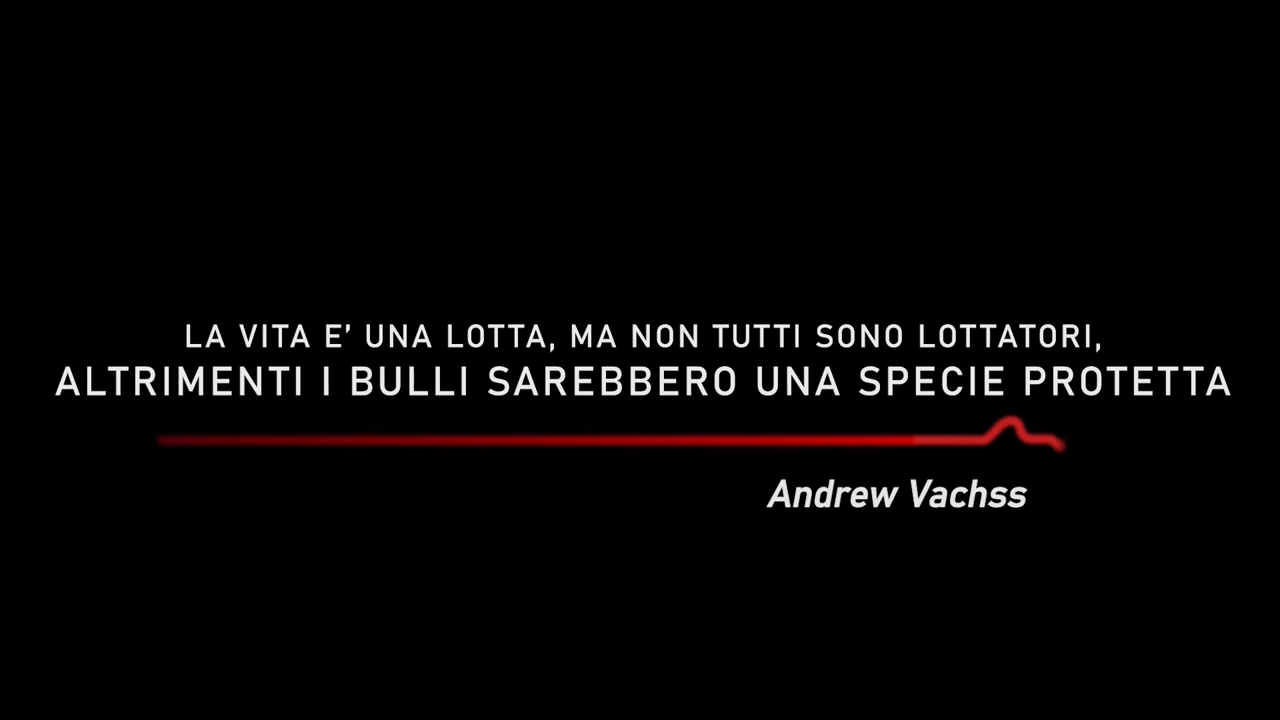 LA VITA E’ UNA LOTTA, MA NON TUTTI SONO LOTTATORI,
ALTRIMENTI I BULLI SAREBBERO UNA SPECIE PROTETTA
Andrew Vachss